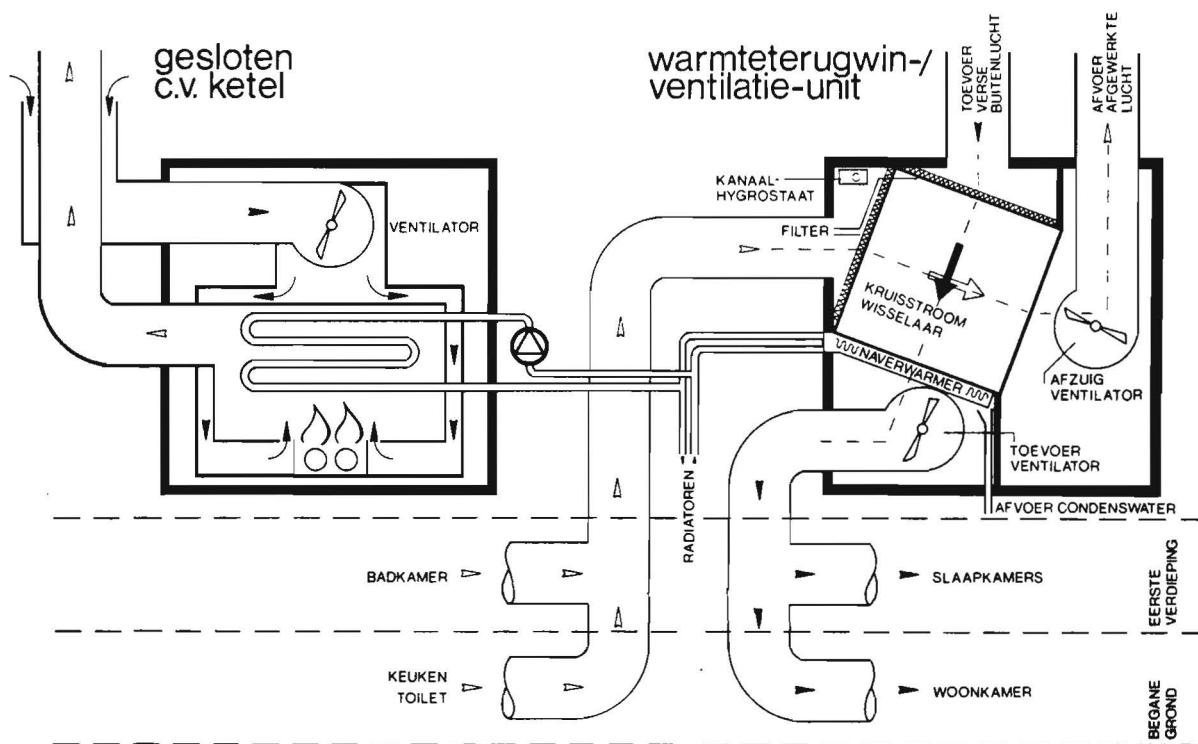 gesloten
c.v. ketel
warmteterugwin-/
ventilatie-unit
TOEVOER
VERSE
BUITENLUCHT
AFVOER
AFGEWERKTE
LUCHT
KANAAL-
HYGROSTAAT
VENTILATOR
FILTER
KRUISSTROOM
WISSELAAR
NAVERWARMER
AFZUIG
VENTILATOR
TOEVOER
VENTILATOR
RADIATOREN
AFVOER CONDENSWATER
BADKAMER
SLAAPKAMERS
EERSTE
VERDIEPING
KEUKEN
TOILET
WOONKAMER
BEGANE
GROND